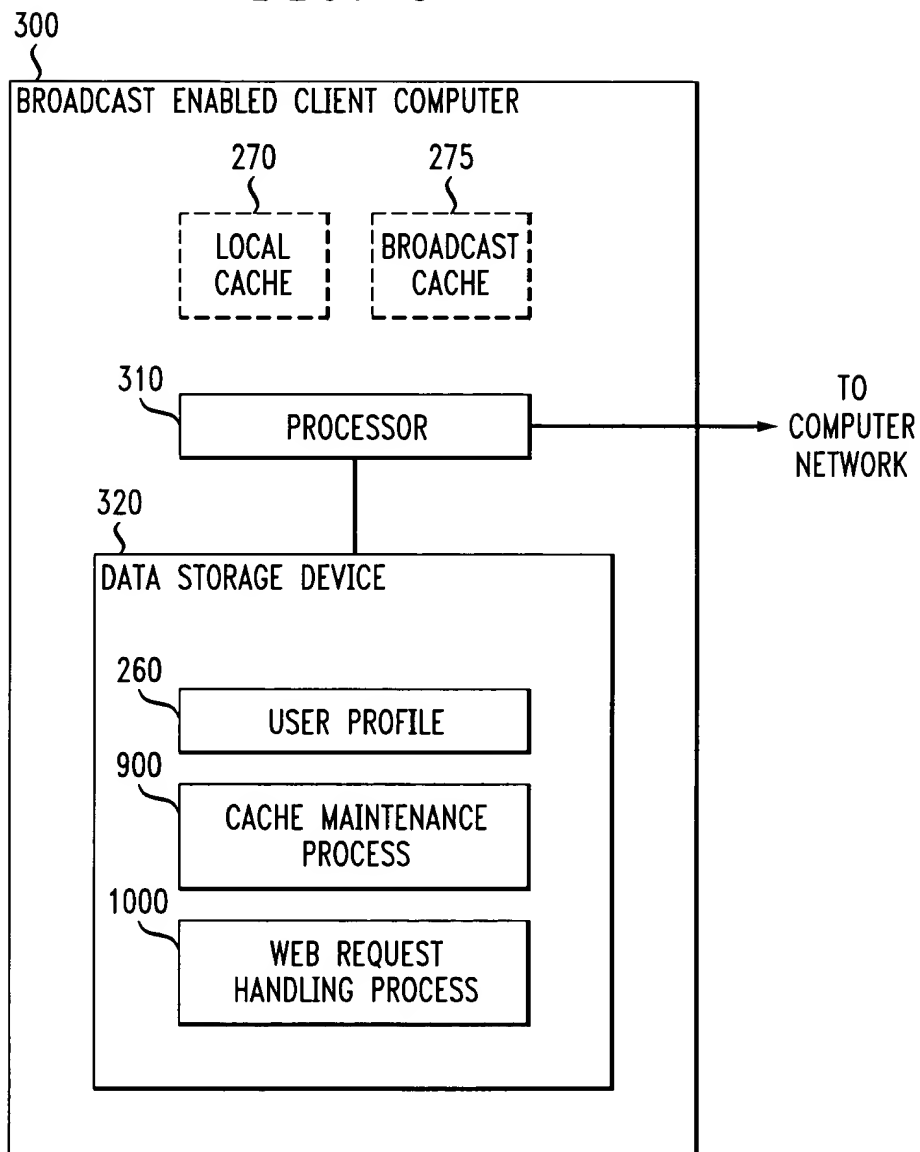 300
BROADCAST ENABLED CLIENT COMPUTER
270
275
LOCAL
CACHE
BROADCAST
CACHE
310
PROCESSOR
TO
COMPUTER
NETWORK
320
DATA STORAGE DEVICE
260
USER PROFILE
900
CACHE MAINTENANCE
PROCESS
1000
WEB REQUEST
HANDLING PROCESS